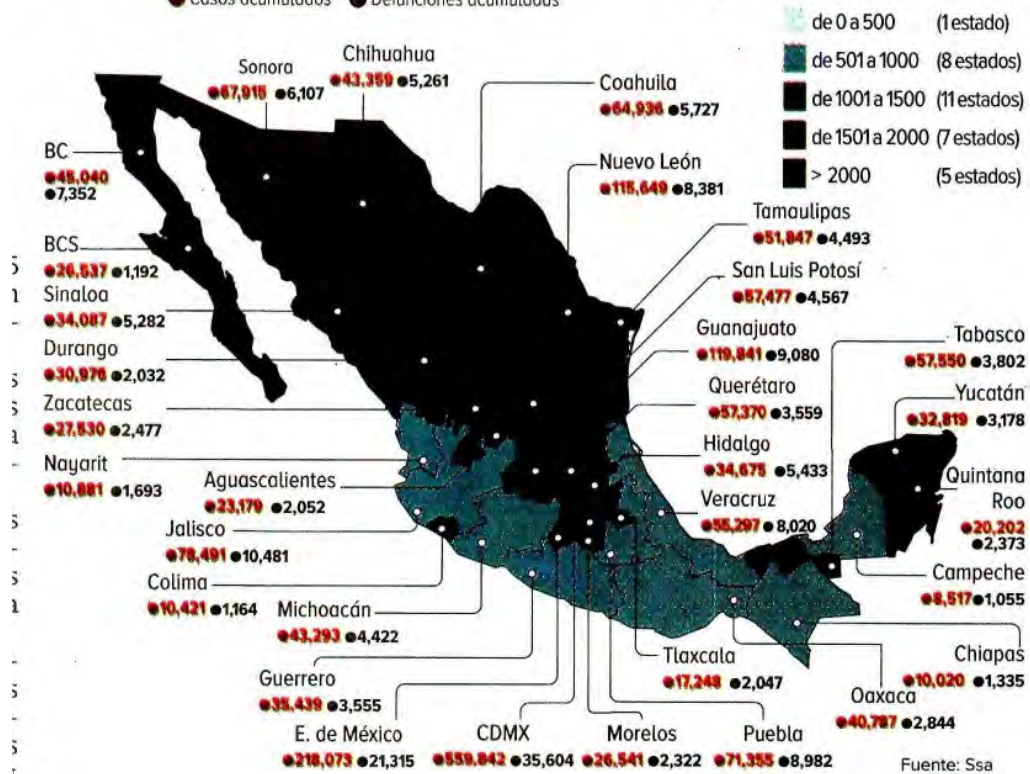 Casos acumulados Defunciones acumuladas
de 0 a 500 (1 estado)
de 501 a 1000 (8 estados)
de 1001 a 1500 (11 estados)
de 1501 a 2000 (7 estados)
> 2000 (5 estados)
Sonora
67,915 6,107
Chihuahua
43,359 5,261
Coahuila
64,936 5,727
Nuevo León
115,649 8,381
BC
45,040
7,352
BCS
26,537 1,192
Sinaloa
34,087 5,282
Durango
30,976 2,032
Zacatecas
27,530 2,477
Nayarit
10,881 1,693
Aguascalientes
23,179 2,052
Jalisco
78,491 10,481
Colima
10,421 1,164
Michoacán
43,293 4,422
Guerrero
35,439 3,555
E. de México
218,073 21,315
CDMX
559,842 35,604
Morelos
26,541 2,322
Puebla
71,355 8,982
Tlaxcala
17,248 2,047
Tamaulipas
51,847 4,493
San Luis Potosí
57,477 4,567
Guanajuato
119,841 9,080
Querétaro
57,370 3,559
Hidalgo
34,675 5,433
Veracruz
55,297 8,020
Tabasco
57,550 3,802
Yucatán
32,819 3,178
Quintana
Roo
20,202
2,373
Campeche
8,517 1,055
Chiapas
10,020 1,335
Oaxaca
40,787 2,844
Fuente: Ssa